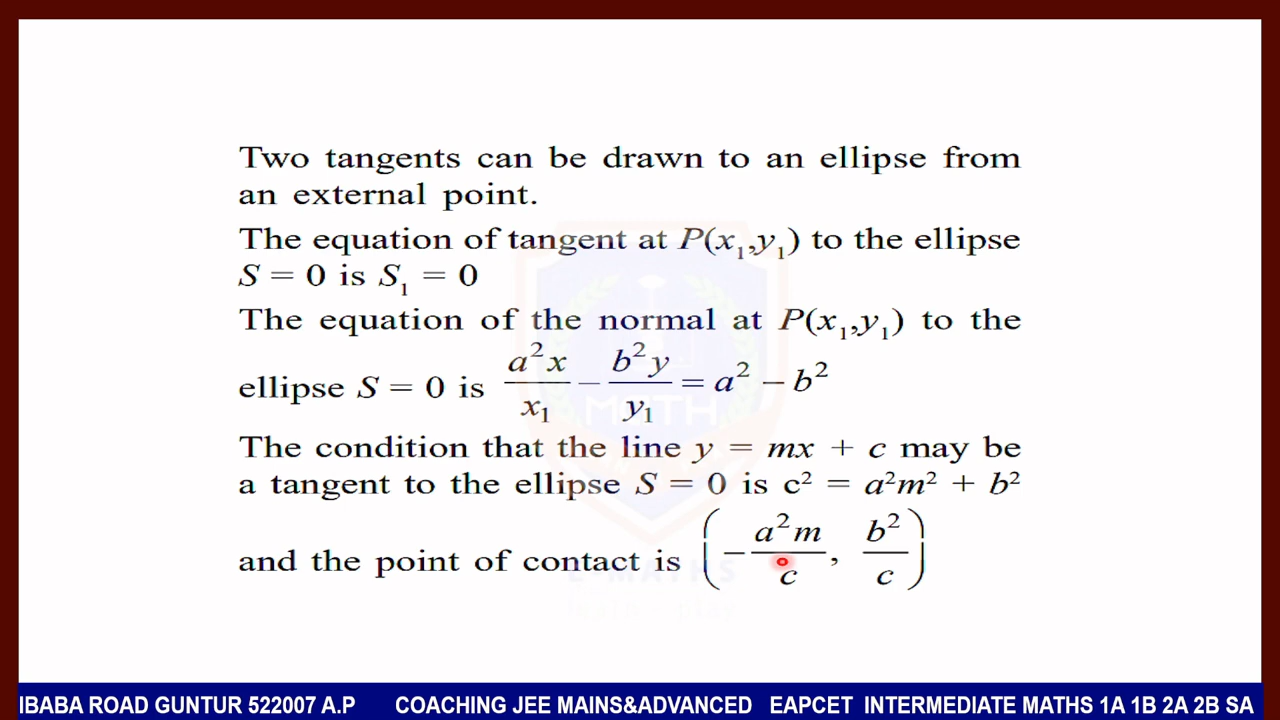 Two tangents can be drawn to an ellipse from
an external point.
The equation of tangent at P(x₁,y₁) to the ellipse
S = 0 is S₁ = 0
The equation of the normal at P(x₁,y₁) to the
ellipse S = 0 is a²x/x₁ − b²y/y₁ = a² − b²
The condition that the line y = mx + c may be
a tangent to the ellipse S = 0 is c² = a²m² + b²
and the point of contact is (− a²m/c, b²/c)
MATH
E MATHS
IBABA ROAD GUNTUR 522007 A.P COACHING JEE MAINS&ADVANCED EAPCET INTERMEDIATE MATHS 1A 1B 2A 2B SA